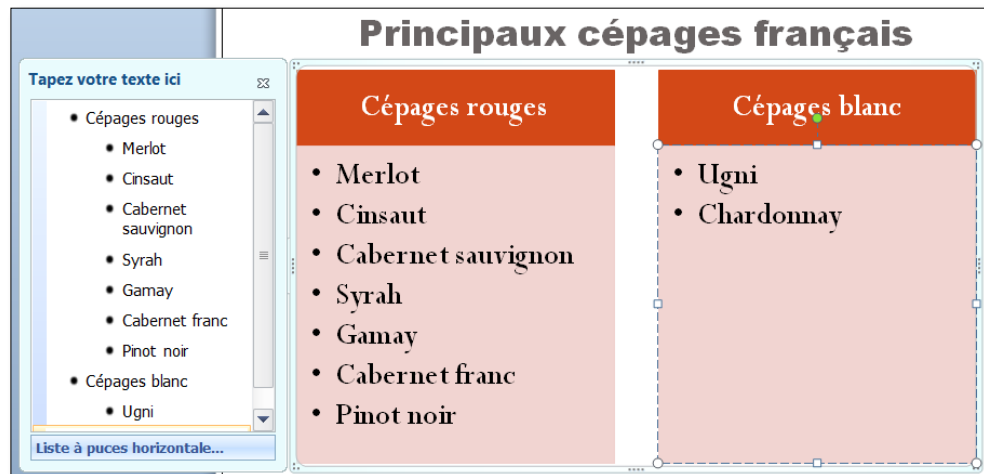 Principaux cépages français
Tapez votre texte ici
• Cépages rouges
• Merlot
• Cinsaut
• Cabernet
sauvignon
• Syrah
• Gamay
• Cabernet franc
• Pinot noir
• Cépages blanc
• Ugni
Liste à puces horizontale...
Cépages rouges
• Merlot
• Cinsaut
• Cabernet sauvignon
• Syrah
• Gamay
• Cabernet franc
• Pinot noir
Cépages blanc
• Ugni
• Chardonnay